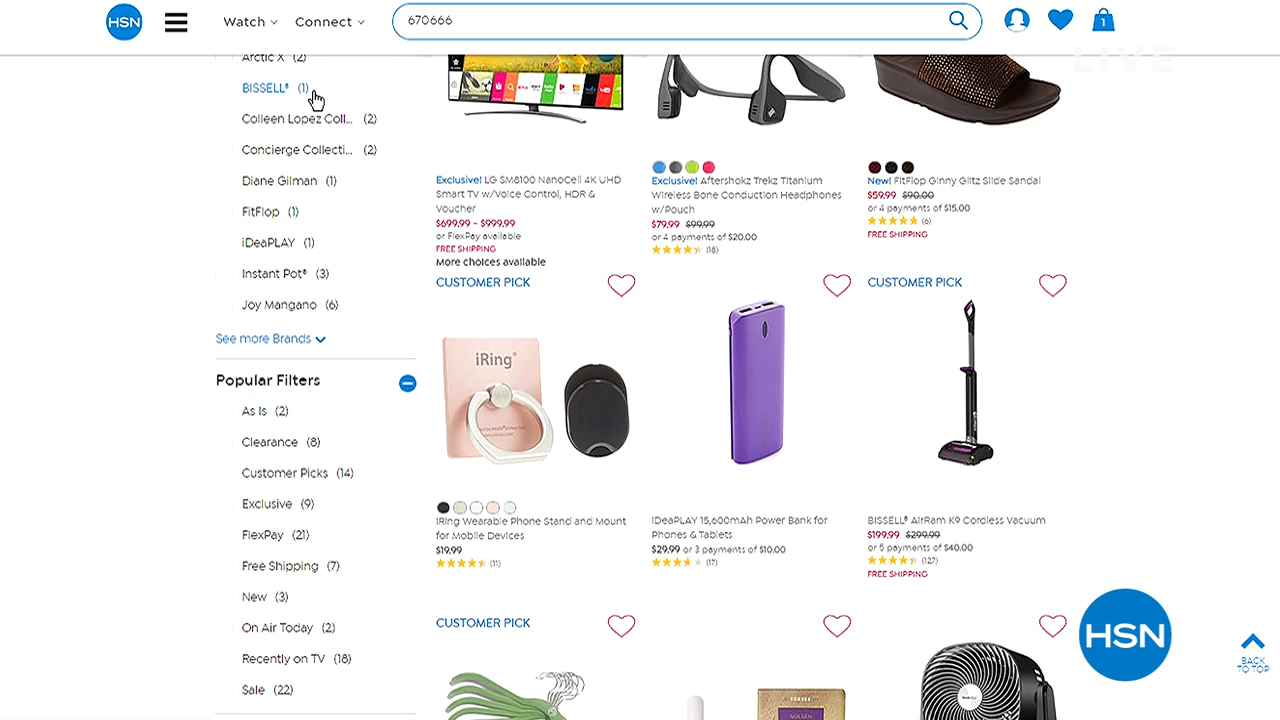 HSN
Watch
Connect
670666
1
LIVE
Arctic X (2)
BISSELL® (1)
Colleen Lopez Coll... (2)
Concierge Collecti... (2)
Diane Gilman (1)
FitFlop (1)
iDeaPLAY (1)
Instant Pot® (3)
Joy Mangano (6)
See more Brands
Popular Filters
As Is (2)
Clearance (8)
Customer Picks (14)
Exclusive (9)
FlexPay (21)
Free Shipping (7)
New (3)
On Air Today (2)
Recently on TV (18)
Sale (22)
Exclusive! LG SM8100 NanoCell 4K UHD
Smart TV w/Voice Control, HDR &
Voucher
$699.99 - $999.99
or FlexPay available
FREE SHIPPING
More choices available
Exclusive! Aftershokz Trekz Titanium
Wireless Bone Conduction Headphones
w/Pouch
$79.99 $99.99
or 4 payments of $20.00
(18)
New! FitFlop Ginny Glitz Slide Sandal
$59.99 $90.00
or 4 payments of $15.00
(6)
FREE SHIPPING
CUSTOMER PICK
iRing®
iRing Wearable Phone Stand and Mount
for Mobile Devices
$19.99
(11)
iDeaPLAY 15,600mAh Power Bank for
Phones & Tablets
$29.99 or 3 payments of $10.00
(17)
CUSTOMER PICK
BISSELL® AirRam K9 Cordless Vacuum
$199.99 $299.99
or 5 payments of $40.00
(127)
FREE SHIPPING
CUSTOMER PICK
GOLDEN
HSN
BACK
TO TOP